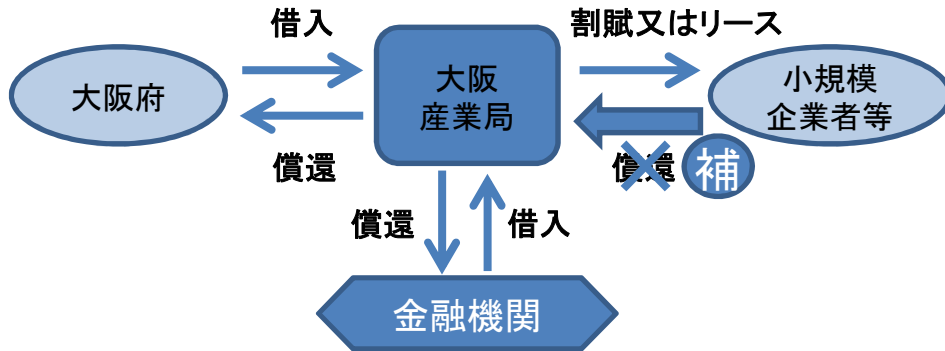 借入
割賦又はリース
大阪府
大阪
産業局
小規模
企業者等
償還
償還
補
償還
借入
金融機関